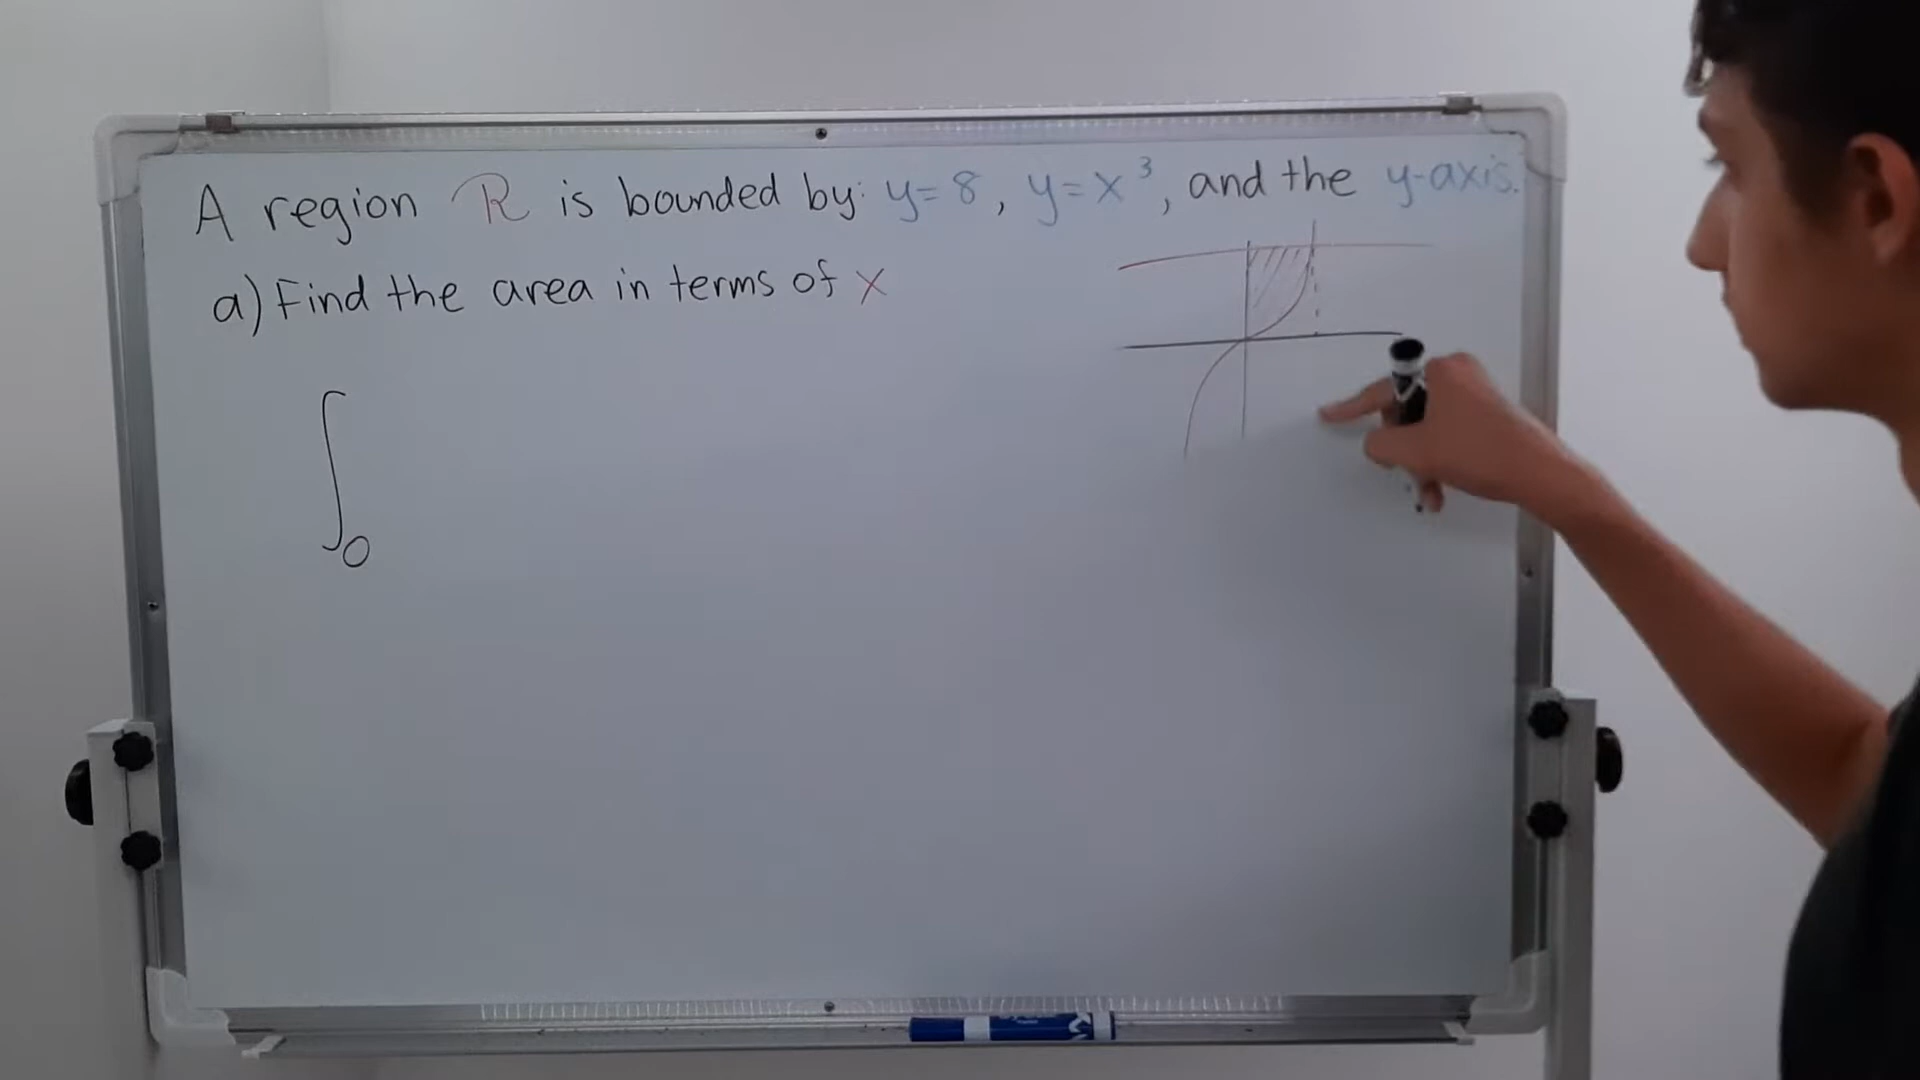 A region R is bounded by: y=8, y=x³, and the y-axis.
a) Find the area in terms of x
∫₀